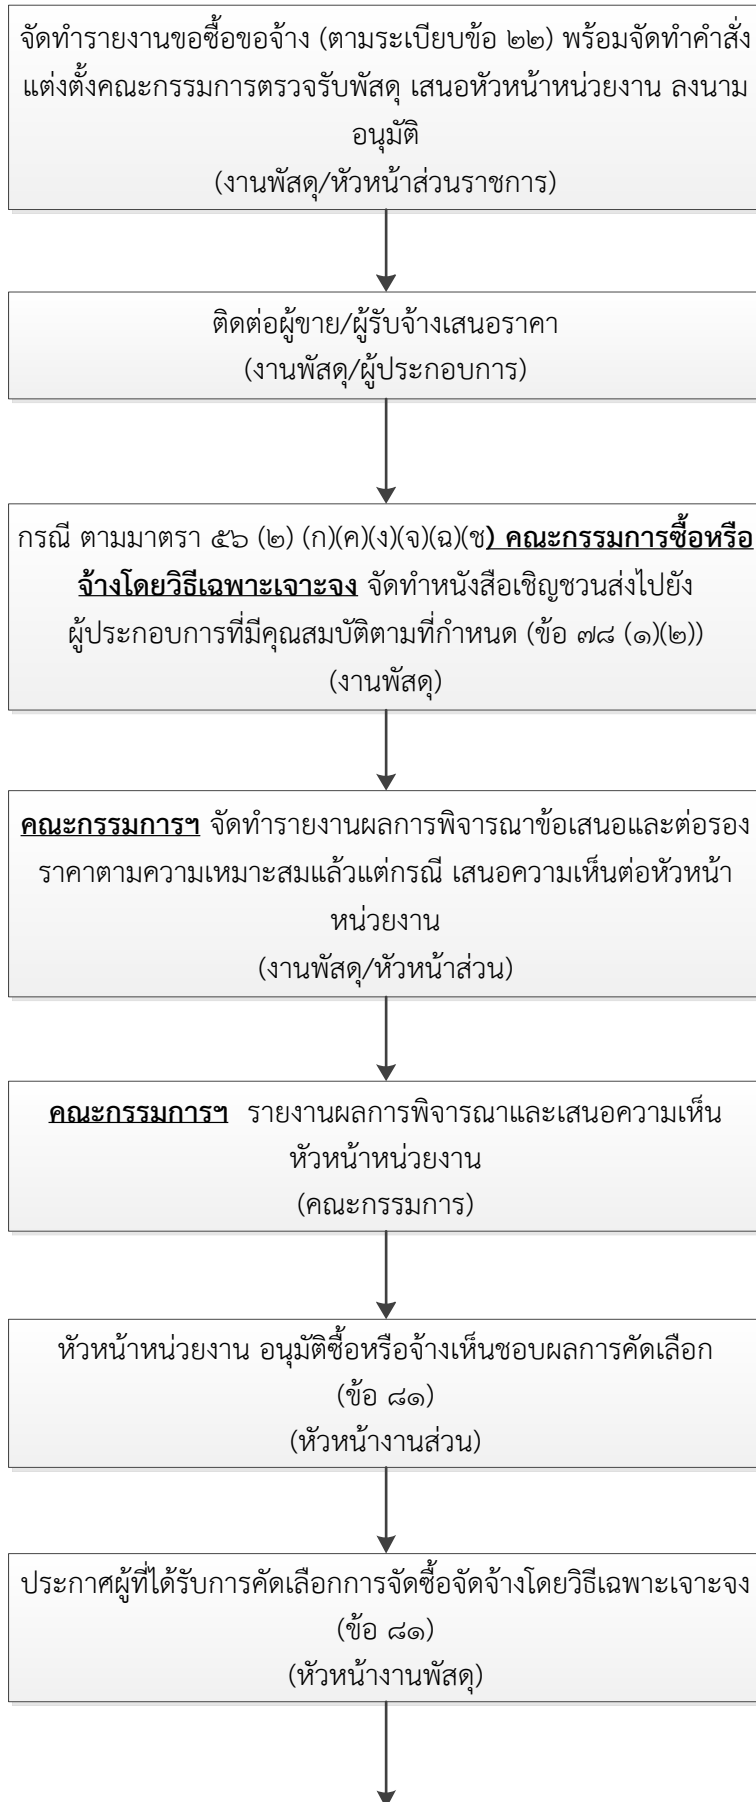 จัดทำรายงานขอซื้อขอจ้าง (ตามระเบียบข้อ ๒๒) พร้อมจัดทำคำสั่ง
แต่งตั้งคณะกรรมการตรวจรับพัสดุ เสนอหัวหน้าหน่วยงาน ลงนาม
อนุมัติ
(งานพัสดุ/หัวหน้าส่วนราชการ)
ติดต่อผู้ขาย/ผู้รับจ้างเสนอราคา
(งานพัสดุ/ผู้ประกอบการ)
กรณี ตามมาตรา ๕๖ (๒) (ก)(ค)(ง)(จ)(ฉ)(ช) คณะกรรมการซื้อหรือ
จ้างโดยวิธีเฉพาะเจาะจง จัดทำหนังสือเชิญชวนส่งไปยัง
ผู้ประกอบการที่มีคุณสมบัติตามที่กำหนด (ข้อ ๗๘ (๑)(๒))
(งานพัสดุ)
คณะกรรมการฯ จัดทำรายงานผลการพิจารณาข้อเสนอและต่อรอง
ราคาตามความเหมาะสมแล้วแต่กรณี เสนอความเห็นต่อหัวหน้า
หน่วยงาน
(งานพัสดุ/หัวหน้าส่วน)
คณะกรรมการฯ รายงานผลการพิจารณาและเสนอความเห็น
หัวหน้าหน่วยงาน
(คณะกรรมการ)
หัวหน้าหน่วยงาน อนุมัติซื้อหรือจ้างเห็นชอบผลการคัดเลือก
(ข้อ ๘๑)
(หัวหน้างานส่วน)
ประกาศผู้ที่ได้รับการคัดเลือกการจัดซื้อจัดจ้างโดยวิธีเฉพาะเจาะจง
(ข้อ ๘๑)
(หัวหน้างานพัสดุ)